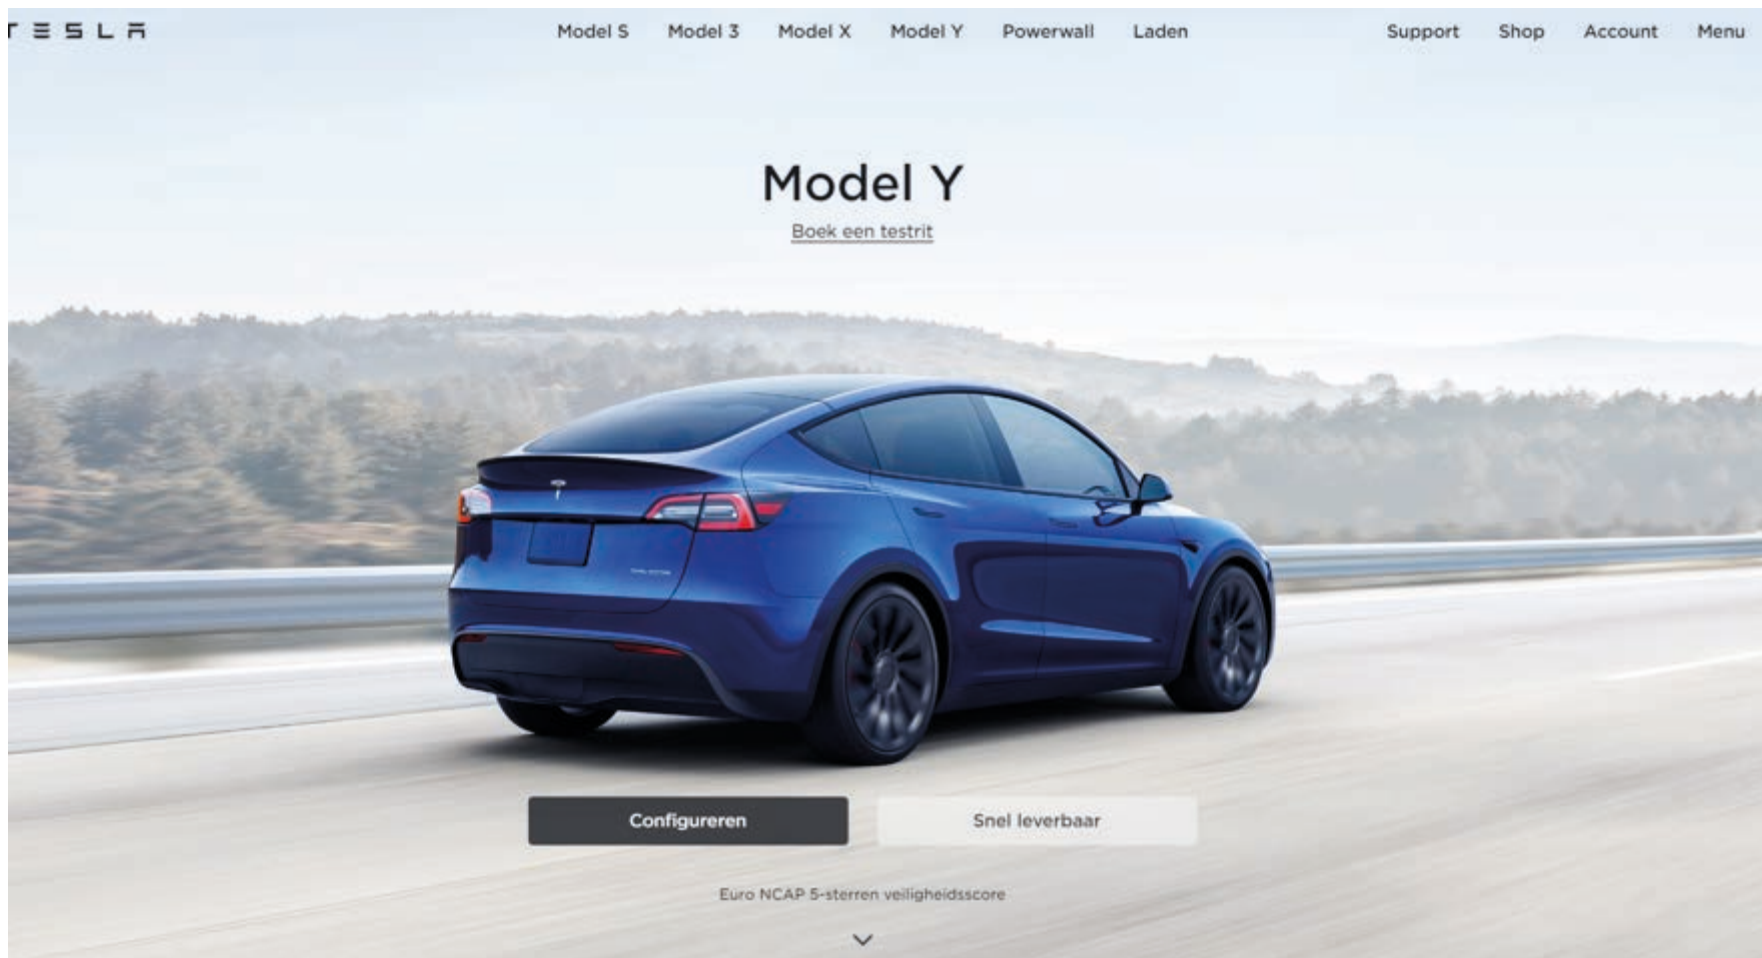 TESLA
Model S
Model 3
Model X
Model Y
Powerwall
Laden
Support
Shop
Account
Menu
Model Y
Boek een testrit
Configureren
Snel leverbaar
Euro NCAP 5-sterren veiligheidsscore